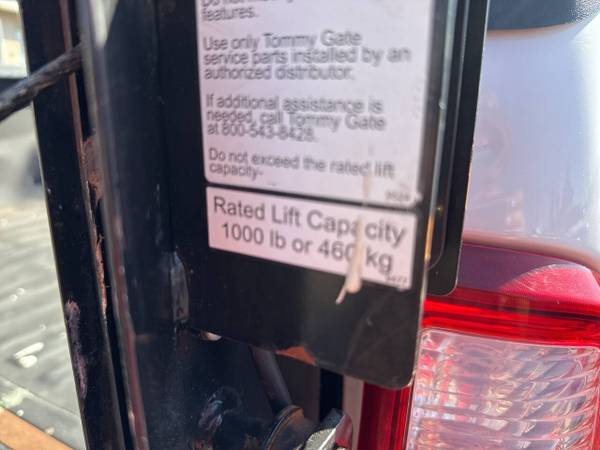 Do not
features.
Use only Tommy Gate
service parts installed by an
authorized distributor.
If additional assistance is
needed, call Tommy Gate
at 800-543-8428.
Do not exceed the rated lift
capacity-
Rated Lift Capacity
1000 lb or 460 kg